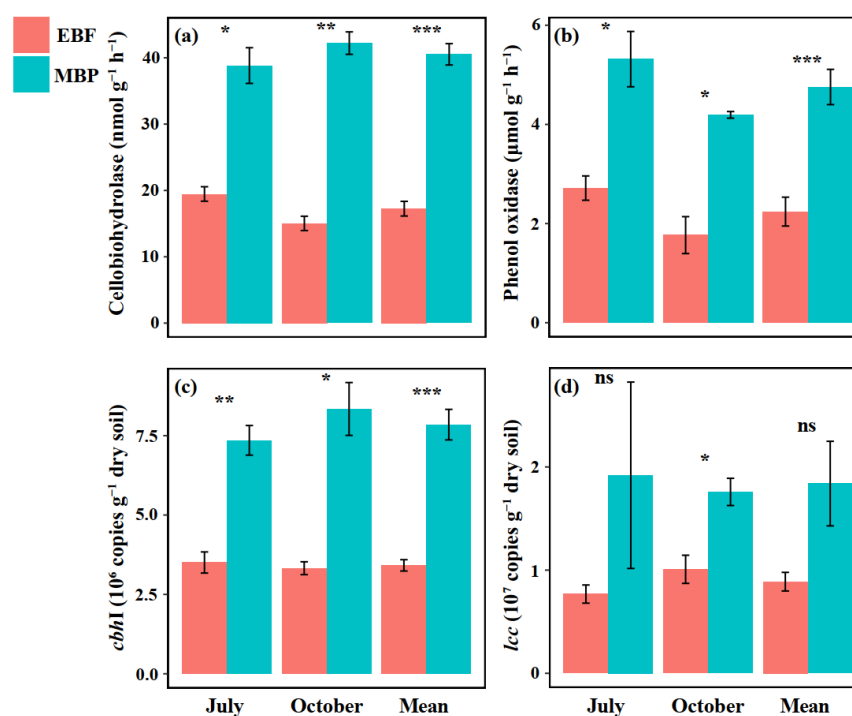 EBF
MBP
(a)
*
**
***
Cellobiohydrolase (nmol g⁻¹ h⁻¹)
40
30
20
10
0
(b)
*
*
***
Phenol oxidase (μmol g⁻¹ h⁻¹)
6
4
2
0
(c)
**
*
***
cbhI (10⁶ copies g⁻¹ dry soil)
7.5
5.0
2.5
0.0
July October Mean
(d)
ns
*
ns
lcc (10⁷ copies g⁻¹ dry soil)
2
1
0
July October Mean